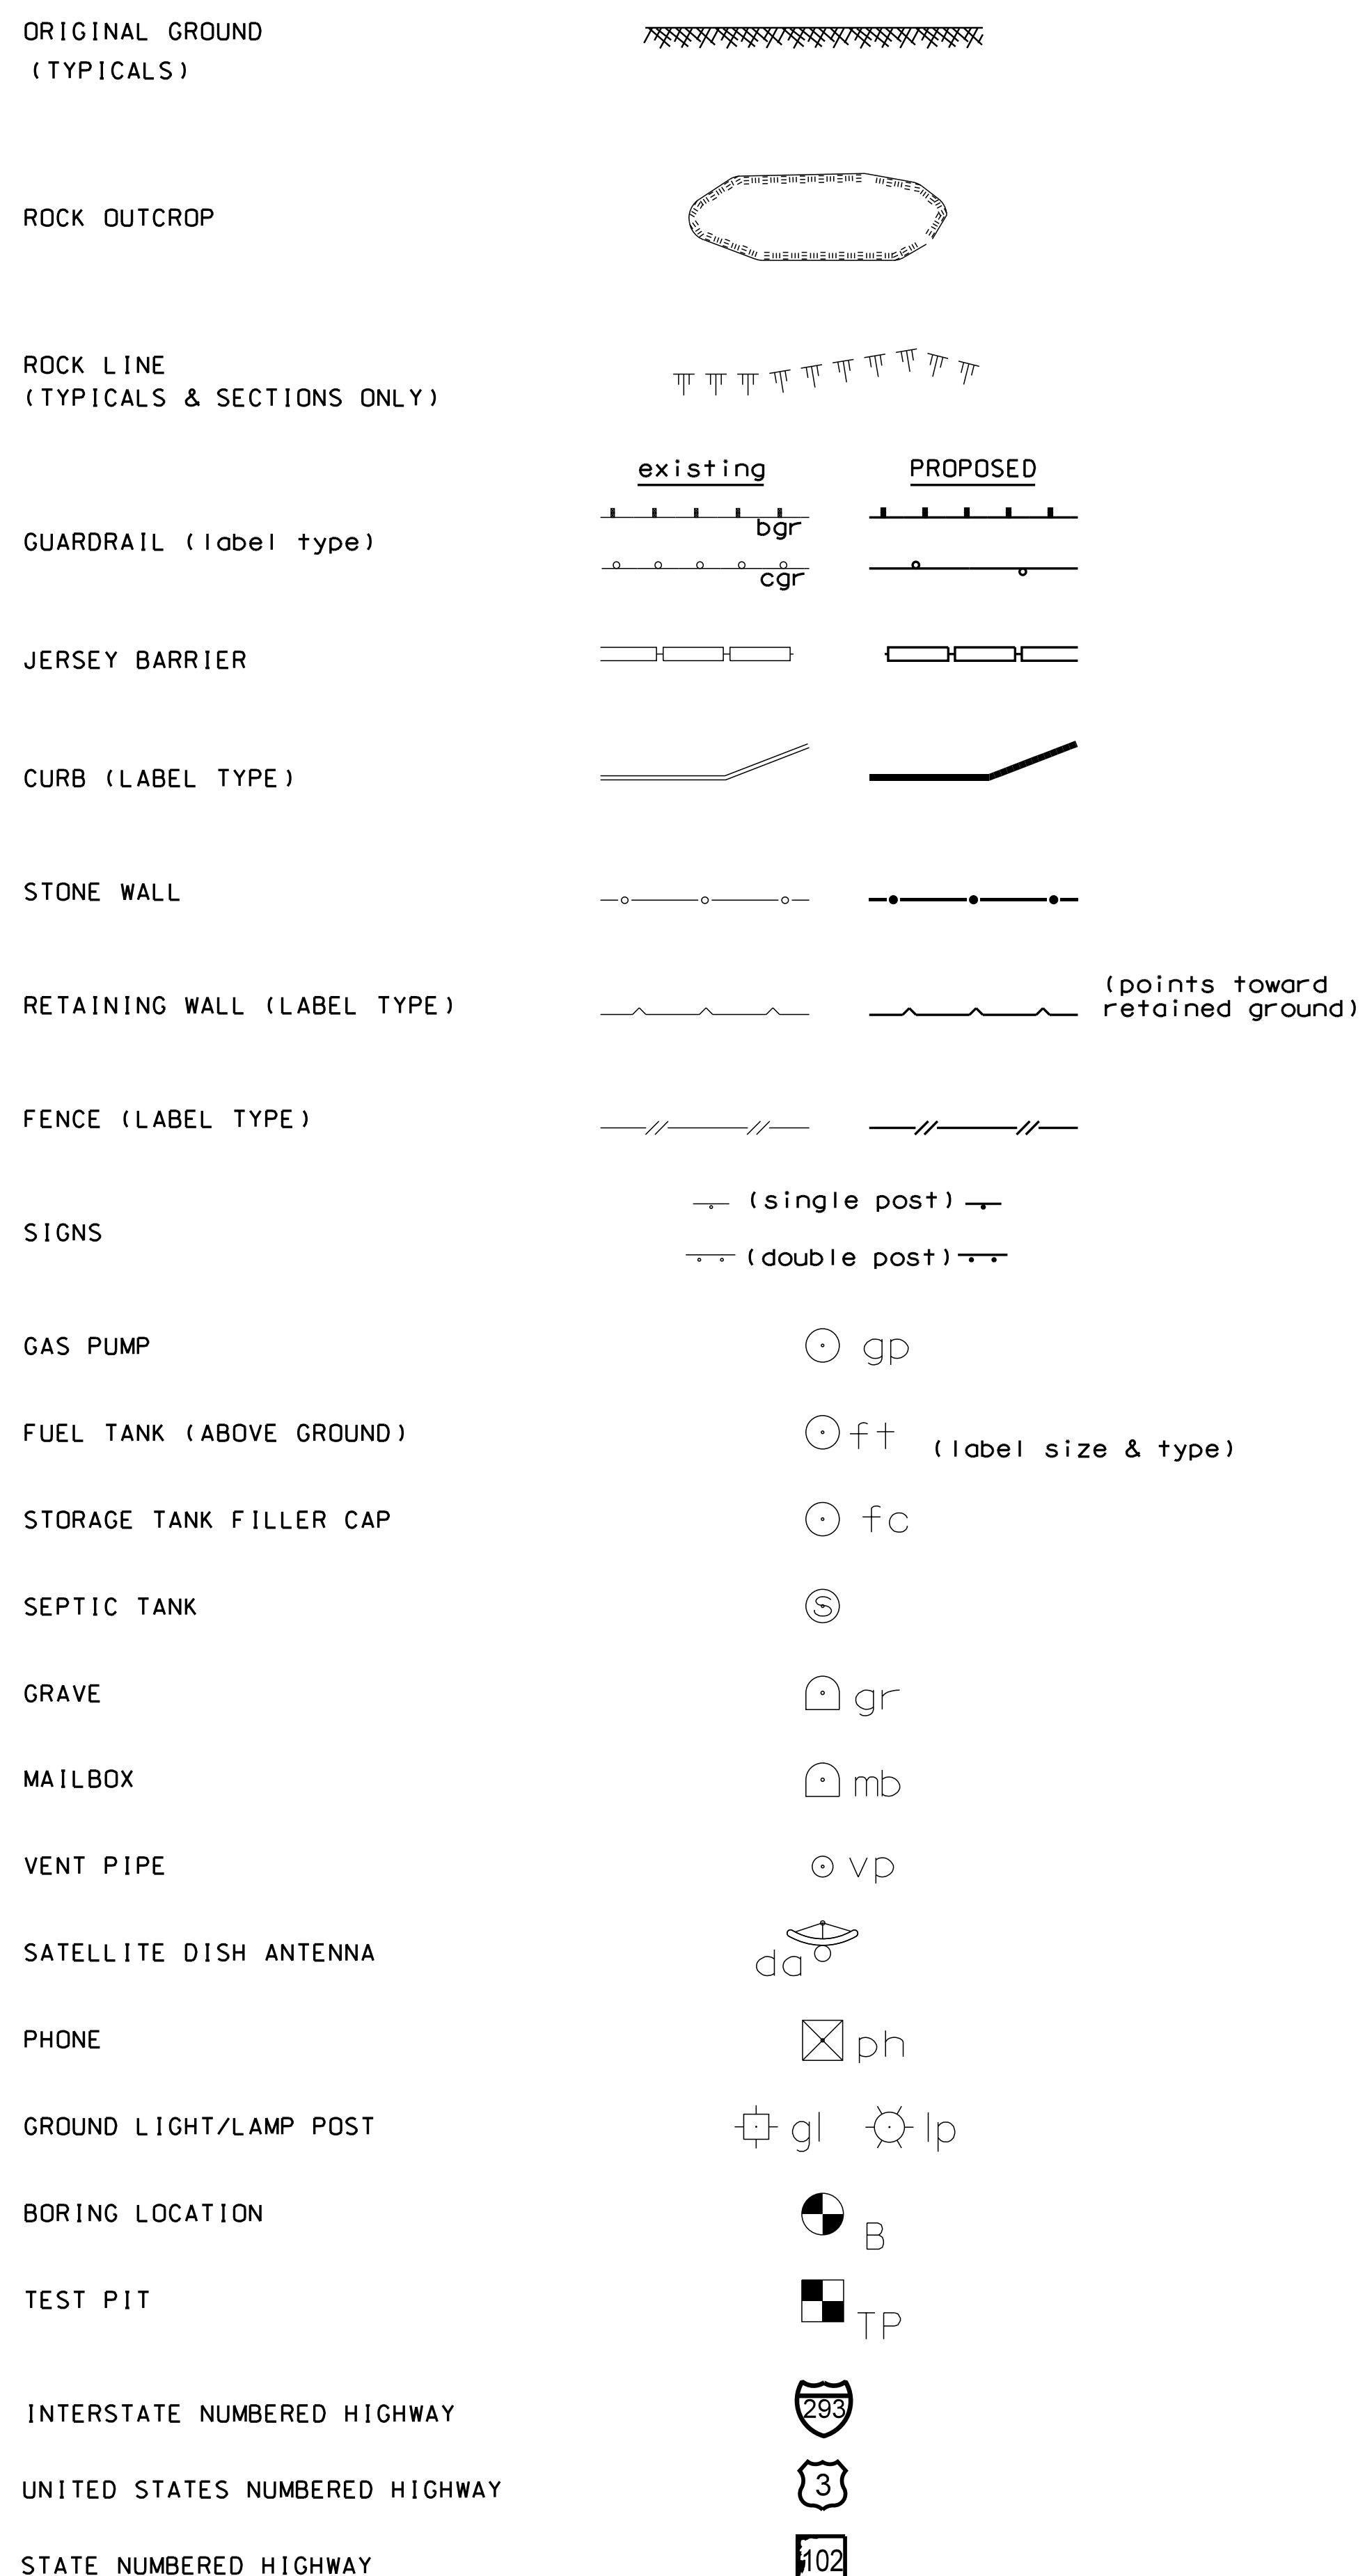 ORIGINAL GROUND
(TYPICALS)
ROCK OUTCROP
ROCK LINE
(TYPICALS & SECTIONS ONLY)
existing PROPOSED
GUARDRAIL (label type)
bgr
cgr
JERSEY BARRIER
CURB (LABEL TYPE)
STONE WALL
RETAINING WALL (LABEL TYPE)
(points toward
retained ground)
FENCE (LABEL TYPE)
SIGNS
(single post)
(double post)
GAS PUMP gp
FUEL TANK (ABOVE GROUND) ft (label size & type)
STORAGE TANK FILLER CAP fc
SEPTIC TANK S
GRAVE gr
MAILBOX mb
VENT PIPE vp
SATELLITE DISH ANTENNA da
PHONE ph
GROUND LIGHT/LAMP POST gl lp
BORING LOCATION B
TEST PIT TP
INTERSTATE NUMBERED HIGHWAY 293
UNITED STATES NUMBERED HIGHWAY 3
STATE NUMBERED HIGHWAY 102